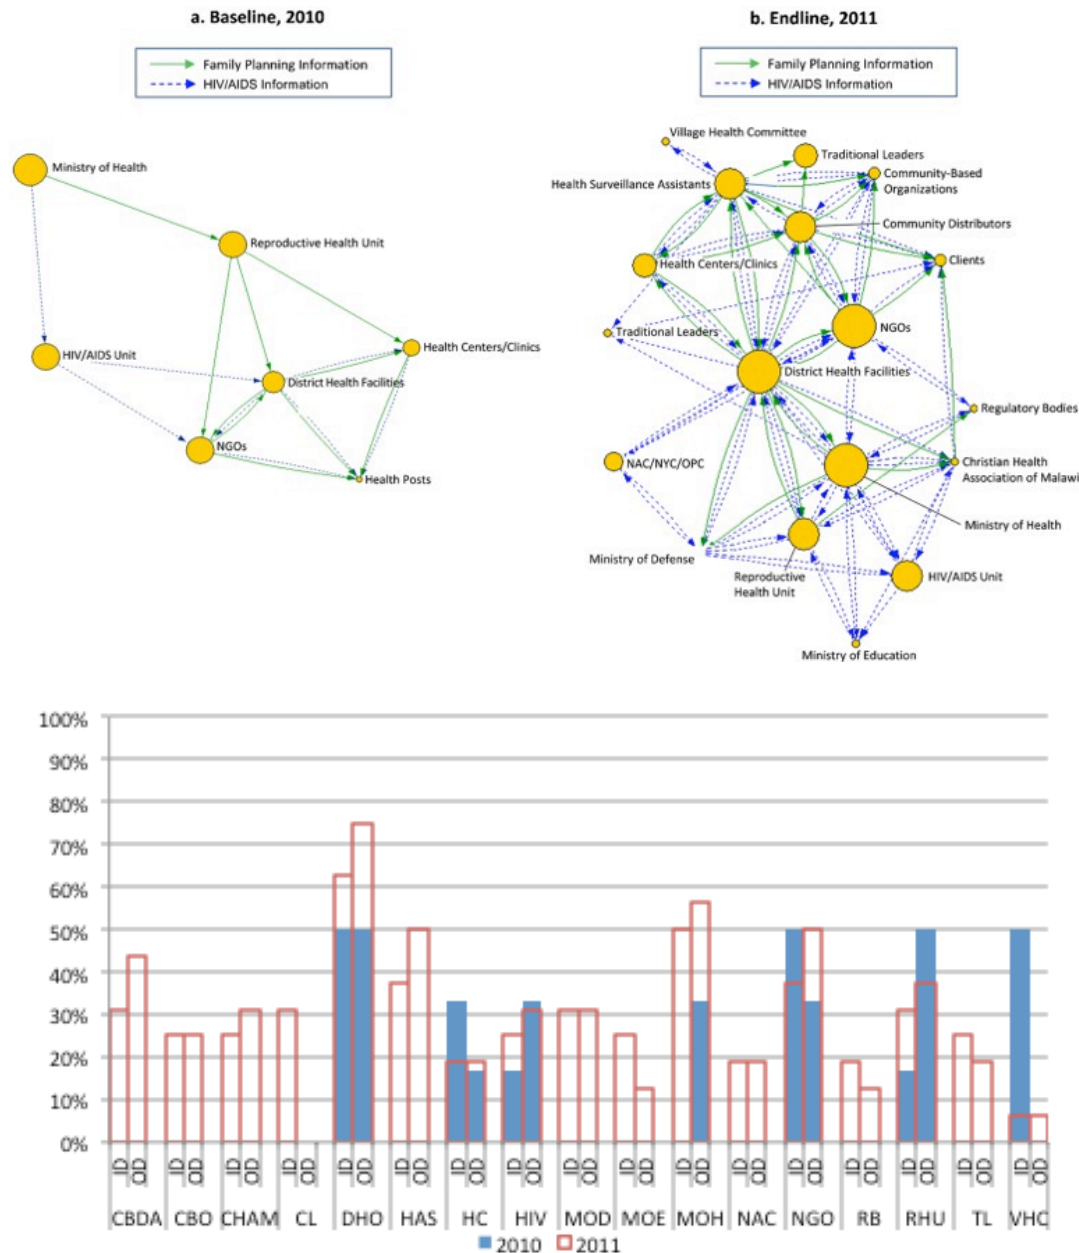 a. Baseline, 2010
Family Planning Information
HIV/AIDS Information
Ministry of Health
Reproductive Health Unit
HIV/AIDS Unit
Health Centers/Clinics
District Health Facilities
NGOs
Health Posts
b. Endline, 2011
Family Planning Information
HIV/AIDS Information
Village Health Committee
Traditional Leaders
Health Surveillance Assistants
Community-Based
Organizations
Community Distributors
Health Centers/Clinics
Clients
Traditional Leaders
NGOs
District Health Facilities
Regulatory Bodies
NAC/NYC/OPC
Christian Health
Association of Malawi
Ministry of Health
Ministry of Defense
Reproductive
Health Unit
HIV/AIDS Unit
Ministry of Education
100%
90%
80%
70%
60%
50%
40%
30%
20%
10%
0%
ID OD ID OD ID OD ID OD ID OD ID OD ID OD ID OD ID OD ID OD ID OD ID OD ID OD ID OD ID OD ID OD ID OD
CBDA CBO CHAM CL DHO HAS HC HIV MOD MOE MOH NAC NGO RB RHU TL VHC
2010 2011